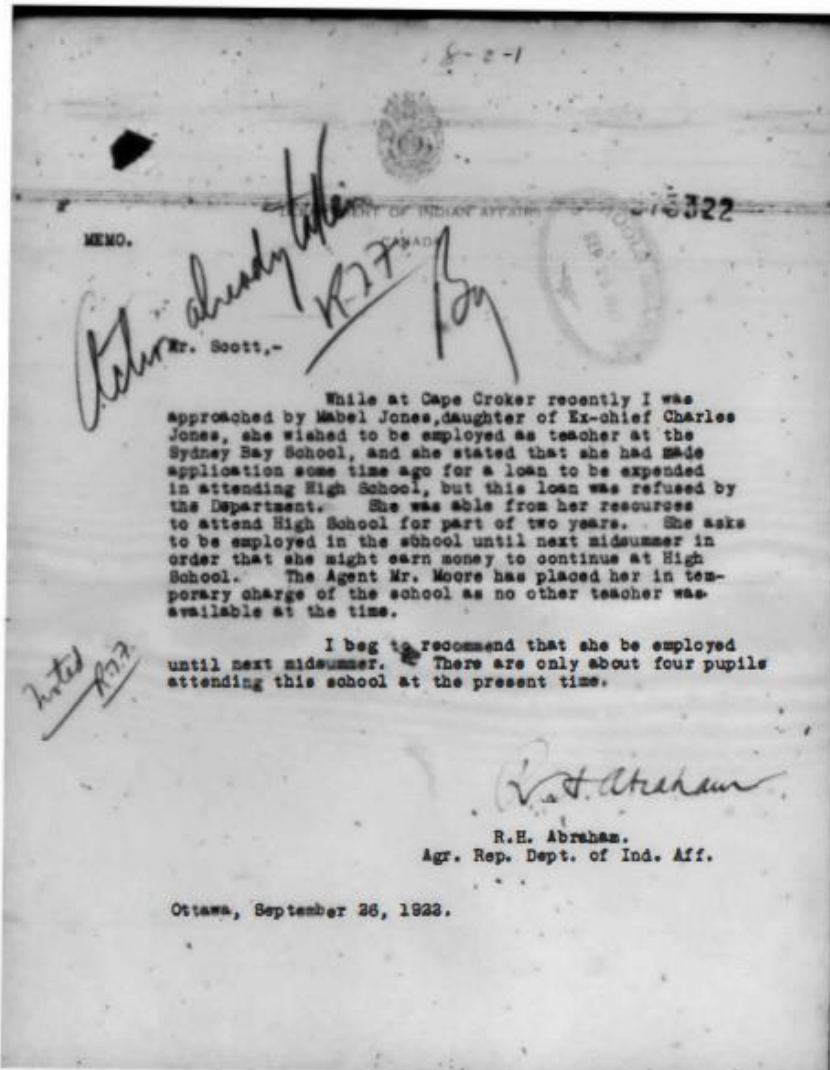 8-2-1
DEPARTMENT OF INDIAN AFFAIRS
CANADA
322
MEMO.
Action already taken
By
Mr. Scott,-
While at Cape Croker recently I was
approached by Mabel Jones,daughter of Ex-chief Charles
Jones, she wished to be employed as teacher at the
Sydney Bay School, and she stated that she had made
application some time ago for a loan to be expended
in attending High School, but this loan was refused by
the Department. She was able from her resources
to attend High School for part of two years. She asks
to be employed in the school until next midsummer in
order that she might earn money to continue at High
School. The Agent Mr. Moore has placed her in tem-
porary charge of the school as no other teacher was
available at the time.
I beg to recommend that she be employed
until next midsummer. There are only about four pupils
attending this school at the present time.
Noted
R.H. Abraham
R.H. Abraham.
Agr. Rep. Dept. of Ind. Aff.
Ottawa, September 26, 1922.